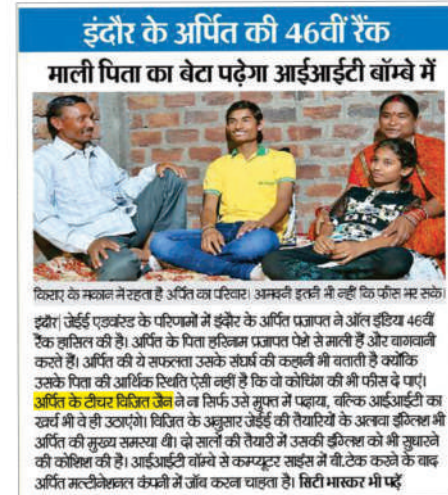 इंदौर के अर्पित की 46वीं रैंक
माली पिता का बेटा पढ़ेगा आईआईटी बॉम्बे में
किराए के मकान में रहता है अर्पित का परिवार। आमदनी इतनी भी नहीं कि फीस भर सके।
इंदौर| जेईई एडवांस्ड के परिणामों में इंदौर के अर्पित प्रजापत ने ऑल इंडिया 46वीं
रैंक हासिल की है। अर्पित के पिता हरिनाम प्रजापत पेशे से माली हैं और बागवानी
करते हैं। अर्पित की ये सफलता उसके संघर्ष की कहानी भी बताती है क्योंकि
उसके पिता की आर्थिक स्थिति ऐसी नहीं है कि वो कोचिंग की भी फीस दे पाएं।
अर्पित के टीचर विजित जैन ने ना सिर्फ उसे मुफ्त में पढ़ाया, बल्कि आईआईटी का
खर्च भी वे ही उठाएंगे। विजित के अनुसार जेईई की तैयारियों के अलावा इंग्लिश भी
अर्पित की मुख्य समस्या थी। दो सालों की तैयारी में उसकी इंग्लिश को भी सुधारने
की कोशिश की है। आईआईटी बॉम्बे से कम्प्यूटर साइंस में बी.टेक करने के बाद
अर्पित मल्टीनेशनल कंपनी में जॉब करना चाहता है। सिटी भास्कर भी पढ़ें